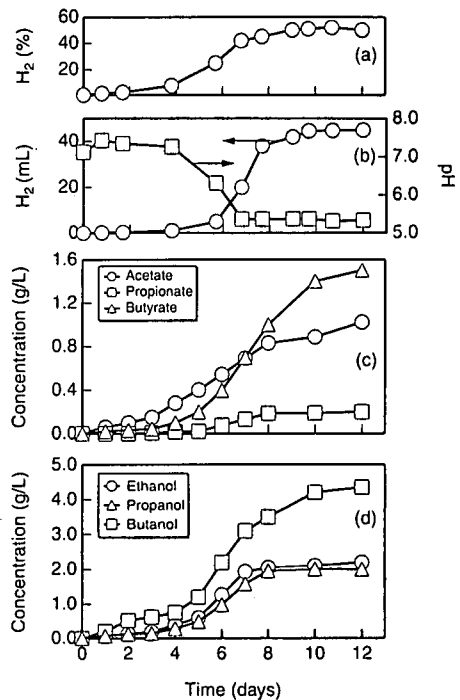 H2 (%)
60
40
20
(a)
H2 (mL)
40
20
0
8.0
7.0
6.0
5.0
pH
(b)
Concentration (g/L)
1.6
1.2
0.8
0.4
0.0
Acetate
Propionate
Butyrate
(c)
Concentration (g/L)
5.0
4.0
3.0
2.0
1.0
0.0
Ethanol
Propanol
Butanol
(d)
0 2 4 6 8 10 12
Time (days)